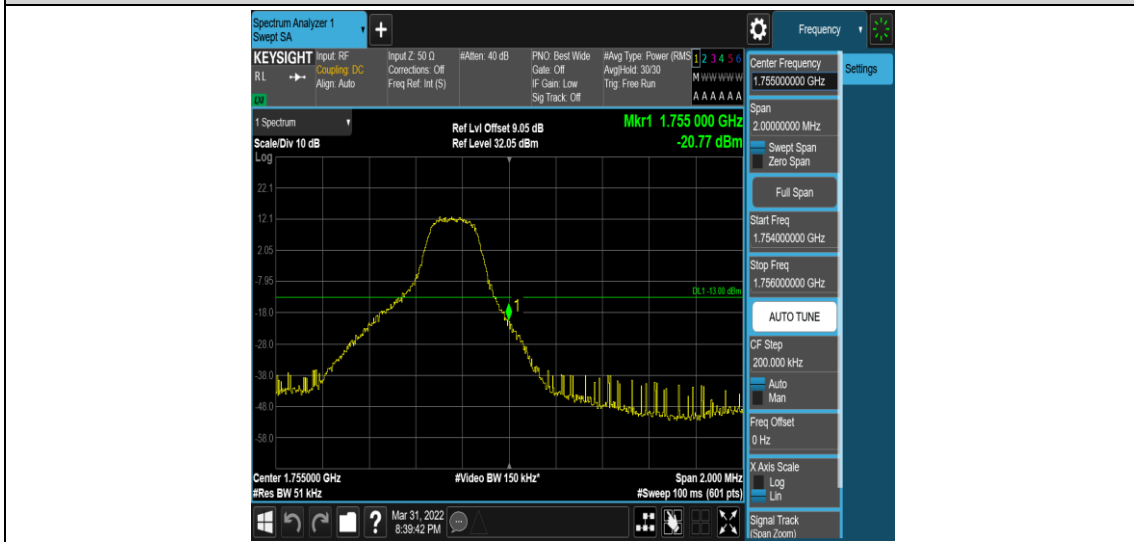 Spectrum Analyzer 1
Swept SA
+
Frequency
KEYSIGHT
RL
LXI
Input: RF
Coupling: DC
Align: Auto
Input Z: 50 Ω
Corrections: Off
Freq Ref: Int (S)
#Atten: 40 dB
PNO: Best Wide
Gate: Off
IF Gain: Low
Sig Track: Off
#Avg Type: Power (RMS
Avg|Hold: 30/30
Trig: Free Run
1 2 3 4 5 6
M W W W W W
A A A A A A
1 Spectrum
Scale/Div 10 dB
Log
Ref Lvl Offset 9.05 dB
Ref Level 32.05 dBm
Mkr1 1.755 000 GHz
-20.77 dBm
22.1
12.1
2.05
-7.95
-18.0
-28.0
-38.0
-48.0
-58.0
DL1 -13.00 dBm
1
Center 1.755000 GHz
#Res BW 51 kHz
#Video BW 150 kHz*
Span 2.000 MHz
#Sweep 100 ms (601 pts)
Center Frequency
1.755000000 GHz
Settings
Span
2.00000000 MHz
Swept Span
Zero Span
Full Span
Start Freq
1.754000000 GHz
Stop Freq
1.756000000 GHz
AUTO TUNE
CF Step
200.000 kHz
Auto
Man
Freq Offset
0 Hz
X Axis Scale
Log
Lin
Signal Track
(Span Zoom)
?
Mar 31, 2022
8:39:42 PM